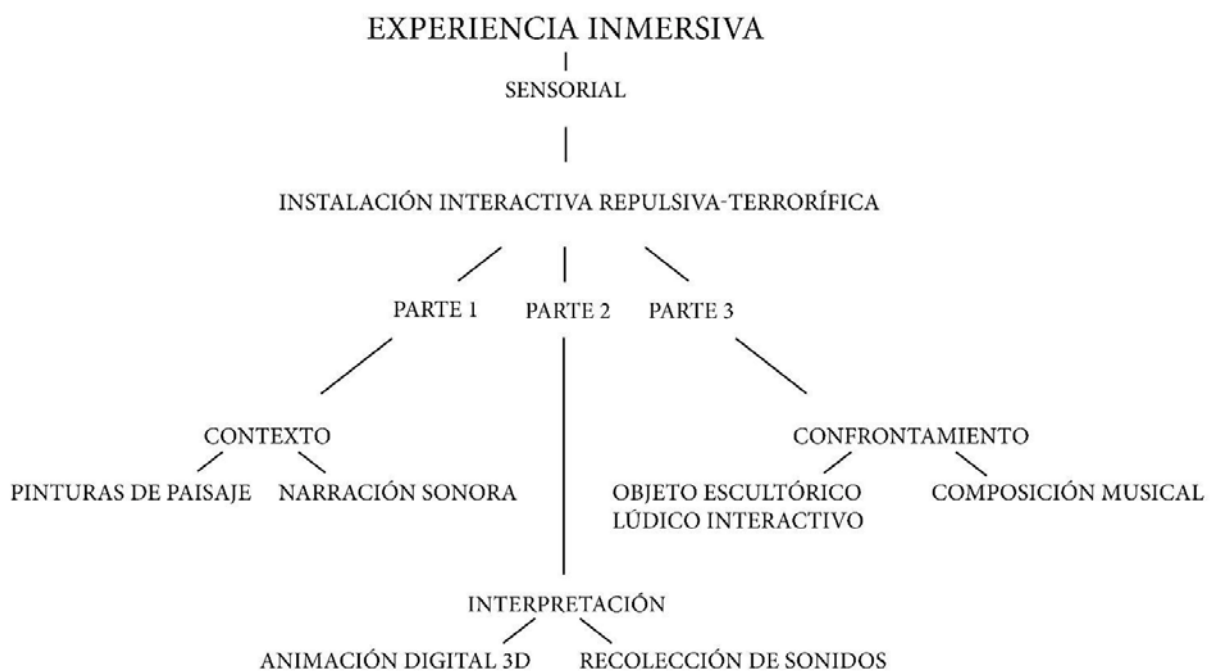 EXPERIENCIA INMERSIVA
SENSORIAL
INSTALACIÓN INTERACTIVA REPULSIVA-TERRORÍFICA
PARTE 1
PARTE 2
PARTE 3
CONTEXTO
CONFRONTAMIENTO
PINTURAS DE PAISAJE
NARRACIÓN SONORA
OBJETO ESCULTÓRICO
LÚDICO INTERACTIVO
COMPOSICIÓN MUSICAL
INTERPRETACIÓN
ANIMACIÓN DIGITAL 3D
RECOLECCIÓN DE SONIDOS